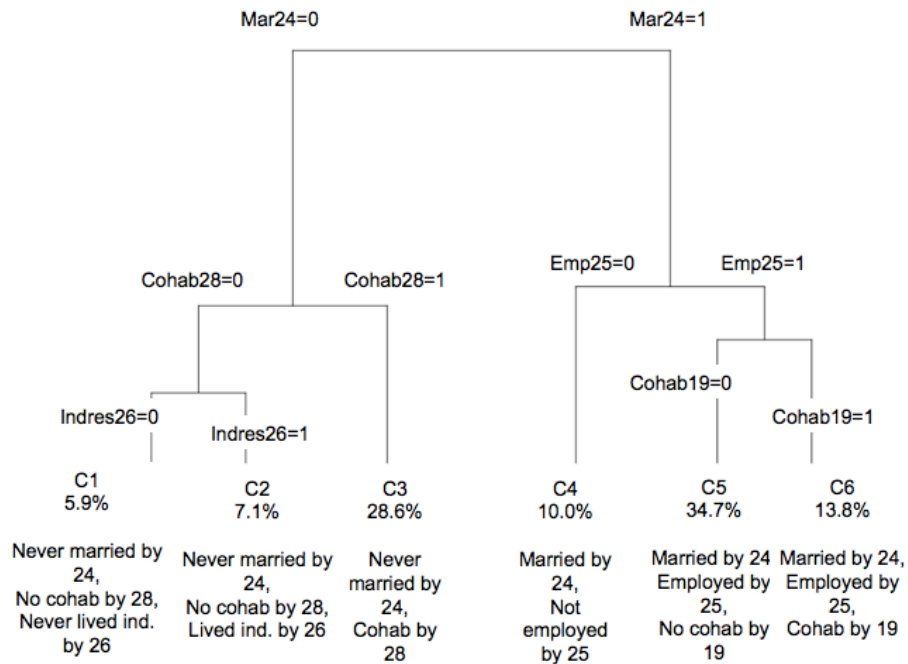 Mar24=0
Mar24=1
Emp25=0
Emp25=1
Cohab28=0
Cohab28=1
Cohab19=0
Indres26=0
Cohab19=1
Indres26=1
C1
5.9%
C2
7.1%
C3
28.6%
C4
10.0%
C5
34.7%
C6
13.8%
Never married by
24,
No cohab by 28,
Never lived ind.
by 26
Never married by
24,
No cohab by 28,
Lived ind. by 26
Never
married by
24,
Cohab by
28
Married by
24,
Not
employed
by 25
Married by 24
Employed by
25,
No cohab by
19
Married by 24,
Employed by
25,
Cohab by 19